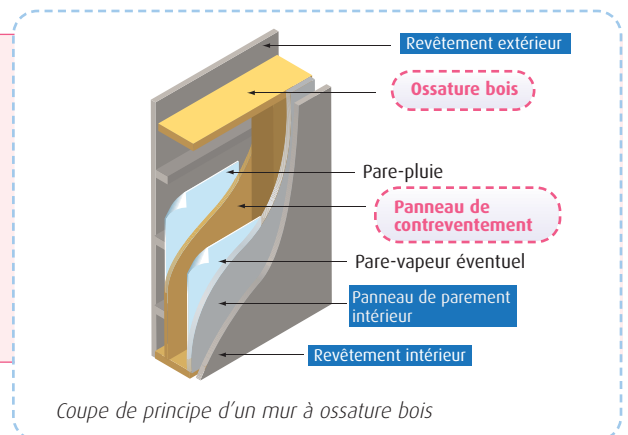 Revêtement extérieur
Ossature bois
Pare-pluie
Panneau de
contreventement
Pare-vapeur éventuel
Panneau de parement
intérieur
Revêtement intérieur
Coupe de principe d'un mur à ossature bois